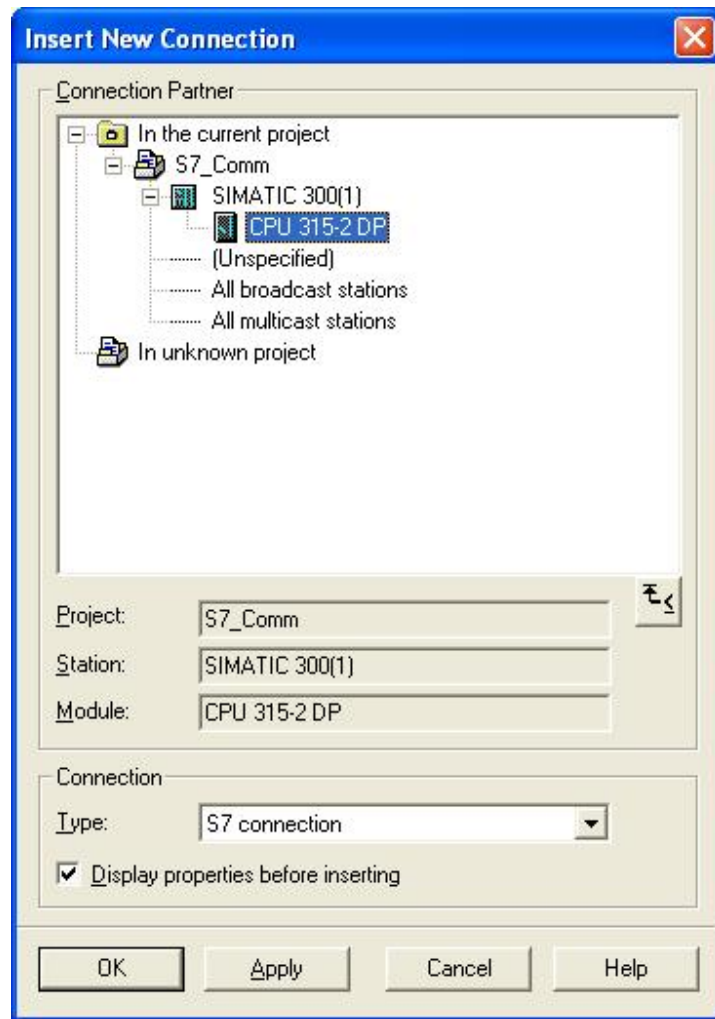 Insert New Connection
Connection Partner
In the current project
S7_Comm
SIMATIC 300(1)
CPU 315-2 DP
(Unspecified)
All broadcast stations
All multicast stations
In unknown project
Project: S7_Comm
Station: SIMATIC 300(1)
Module: CPU 315-2 DP
Connection
Type: S7 connection
Display properties before inserting
OK Apply Cancel Help